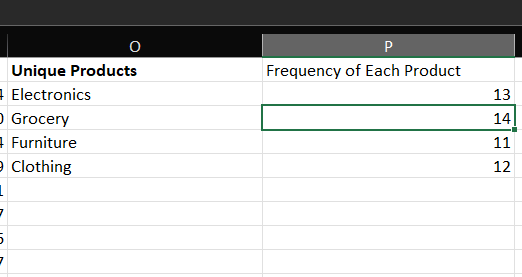 O P
Unique Products Frequency of Each Product
Electronics 13
Grocery 14
Furniture 11
Clothing 12